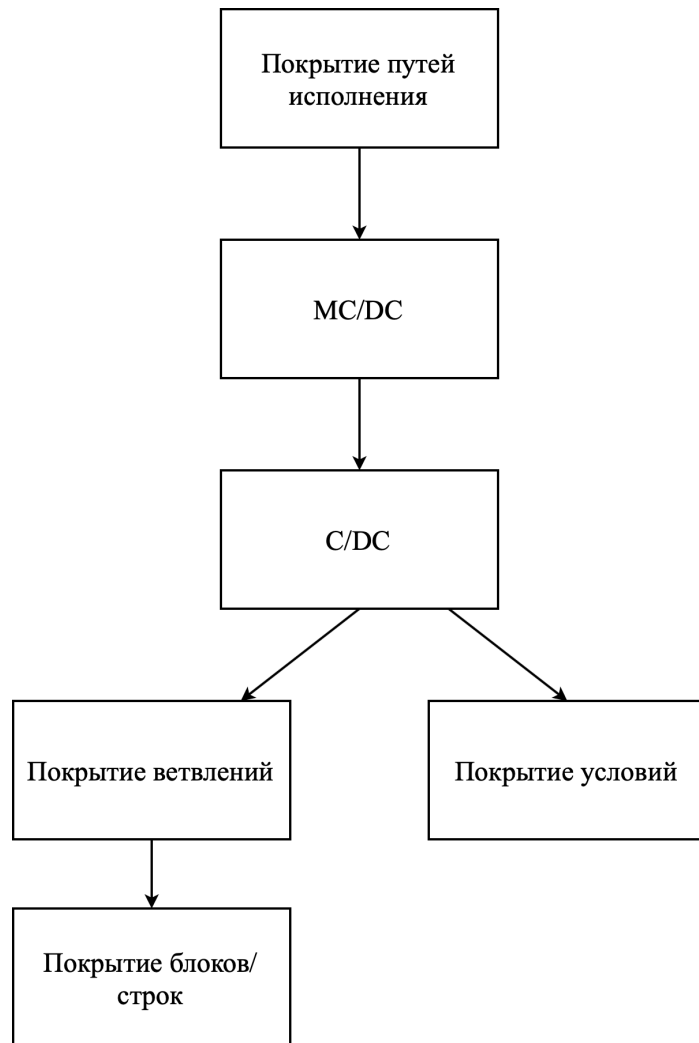 Покрытие путей
исполнения
MC/DC
C/DC
Покрытие ветвлений
Покрытие условий
Покрытие блоков/
строк